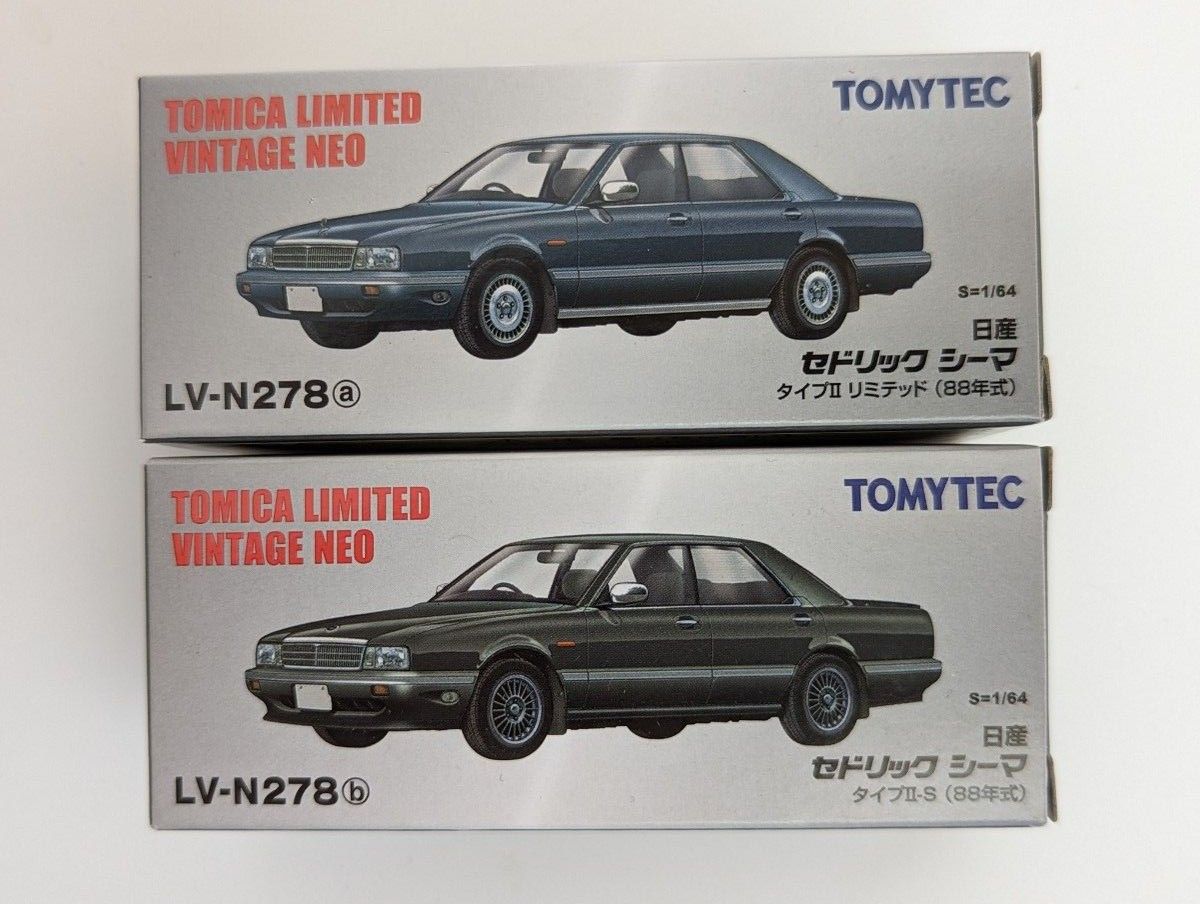 TOMICA LIMITED
VINTAGE NEO
TOMYTEC
S=1/64
日産
セドリック シーマ
タイプII リミテッド (88年式)
LV-N278ⓐ
TOMICA LIMITED
VINTAGE NEO
TOMYTEC
S=1/64
日産
セドリック シーマ
タイプII-S (88年式)
LV-N278ⓑ